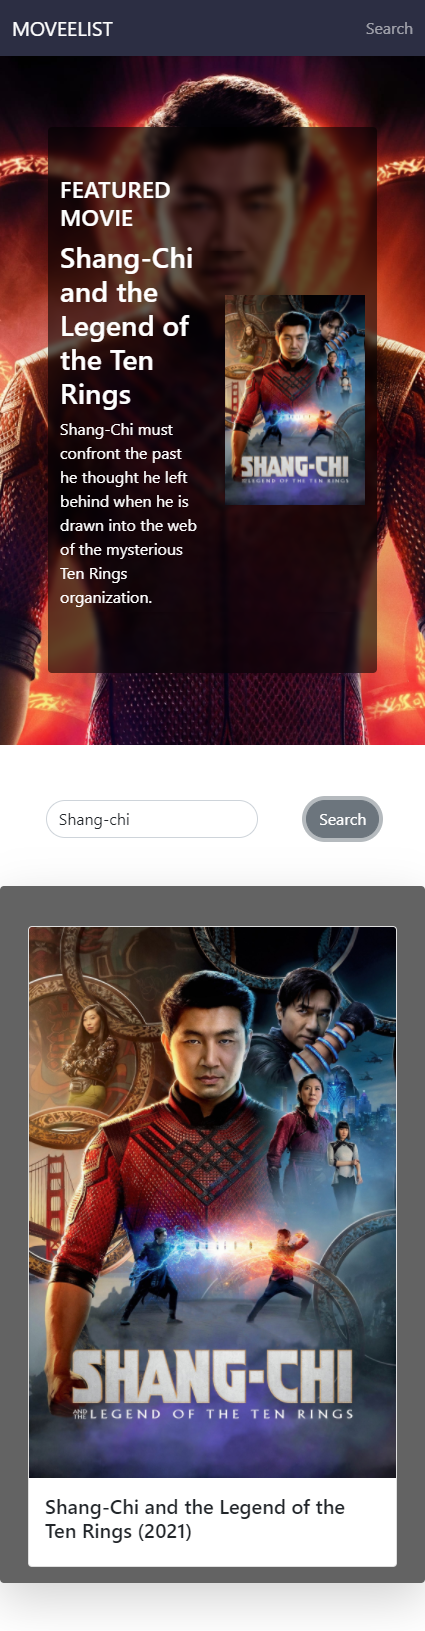 MOVEELIST
Search
FEATURED
MOVIE
Shang-Chi
and the
Legend of
the Ten
Rings
Shang-Chi must
confront the past
he thought he left
behind when he is
drawn into the web
of the mysterious
Ten Rings
organization.
SHANG-CHI
AND THE LEGEND OF THE TEN RINGS
Shang-chi
Search
SHANG-CHI
AND THE LEGEND OF THE TEN RINGS
Shang-Chi and the Legend of the
Ten Rings (2021)